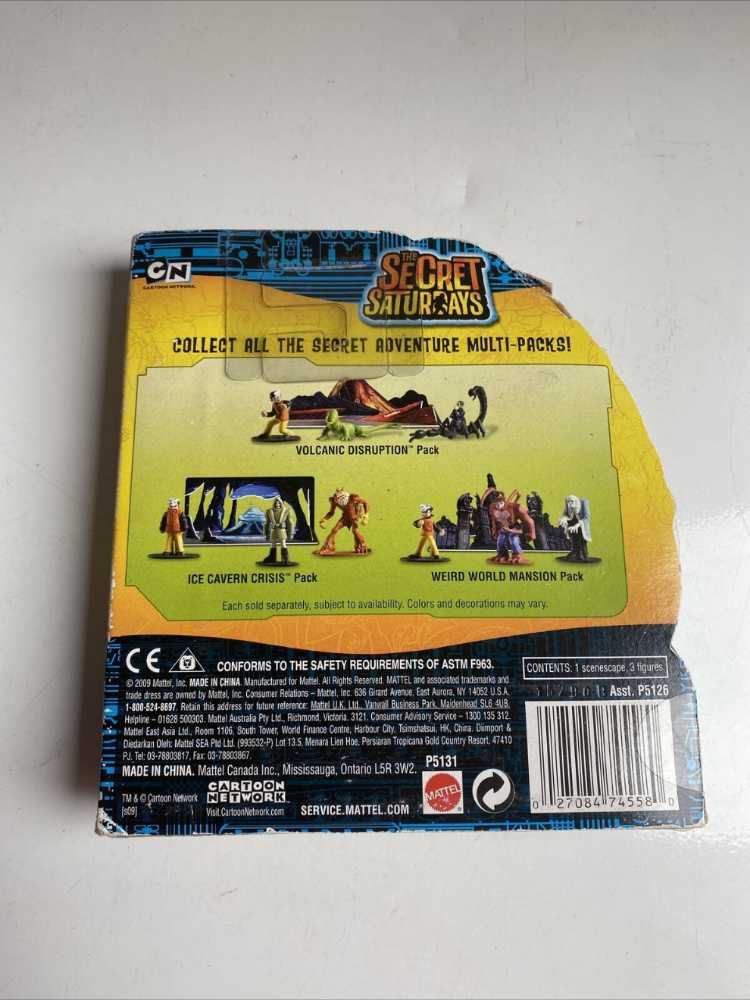 CN
CARTOON NETWORK
THE
SECRET
SATURDAYS
COLLECT ALL THE SECRET ADVENTURE MULTI-PACKS!
VOLCANIC DISRUPTION™ Pack
ICE CAVERN CRISIS™ Pack
WEIRD WORLD MANSION Pack
Each sold separately, subject to availability. Colors and decorations may vary.
CE CONFORMS TO THE SAFETY REQUIREMENTS OF ASTM F963.
CONTENTS: 1 scenescape, 3 figures.
© 2009 Mattel, Inc. MADE IN CHINA. Manufactured for Mattel. All Rights Reserved. MATTEL and associated trademarks and
trade dress are owned by Mattel, Inc. Consumer Relations – Mattel, Inc. 636 Girard Avenue, East Aurora, NY 14052 U.S.A.
1-800-524-8697. Retain this address for future reference: Mattel U.K. Ltd., Vanwall Business Park, Maidenhead SL6 4UB.
Helpline – 01628 500303. Mattel Australia Pty Ltd., Richmond, Victoria. 3121. Consumer Advisory Service – 1300 135 312.
Mattel East Asia Ltd., Room 1106, South Tower, World Finance Centre, Harbour City, Tsimshatsui, HK, China. Diimport &
Diedarkan Oleh: Mattel SEA Ptd Ltd. (993532-P) Lot 13.5, Menara Lien Hoe, Persiaran Tropicana Golf Country Resort, 47410
PJ. Tel: 03-78803817, Fax: 03-78803867.
MADE IN CHINA. Mattel Canada Inc., Mississauga, Ontario L5R 3W2.
P5131
Asst. P5126
TM & © Cartoon Network
[s09]
CARTOON
NETWORK
Visit CartoonNetwork.com
SERVICE.MATTEL.COM
MATTEL
0 27084 74558 0